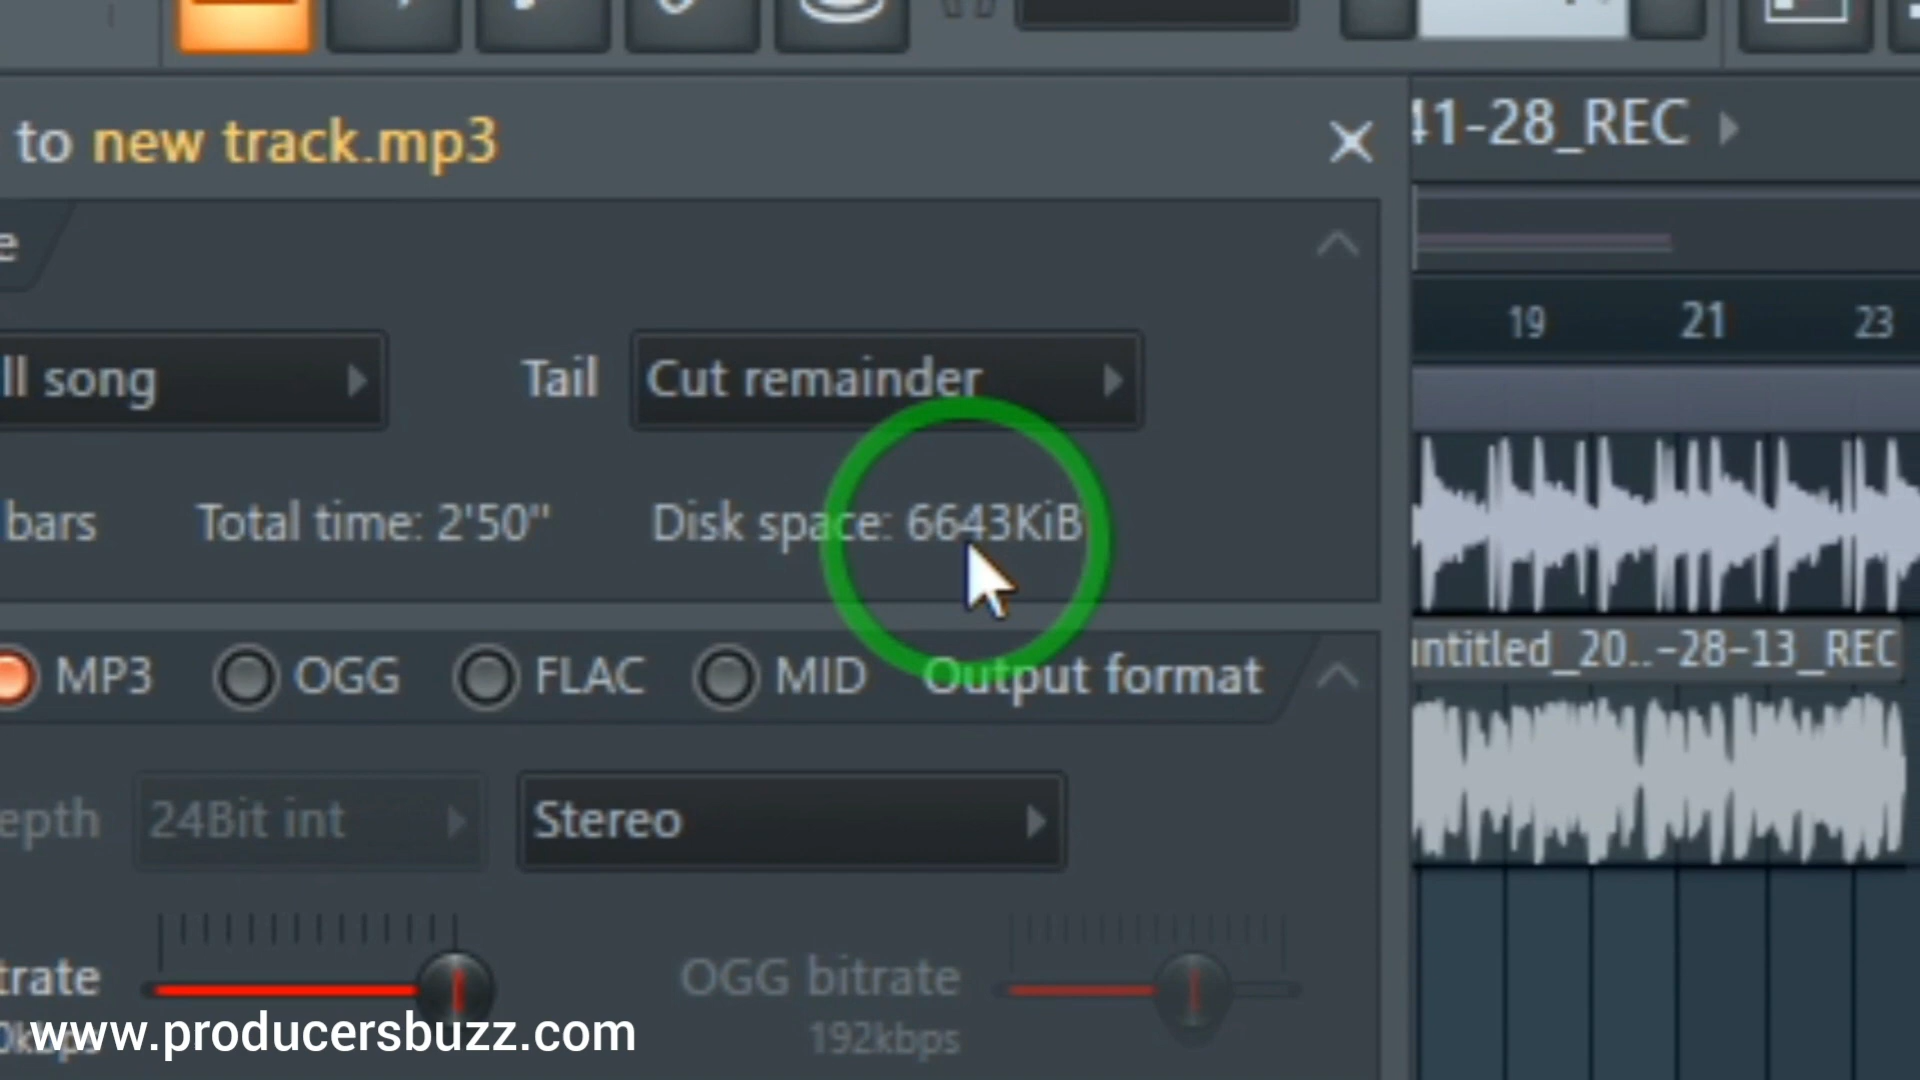 to new track.mp3
41-28_REC
e
ll song
Tail
Cut remainder
19 21 23
bars
Total time: 2'50''
Disk space: 6643KiB
MP3 OGG FLAC MID Output format
untitled_20..-28-13_REC
epth
24Bit int
Stereo
trate
OGG bitrate
0kbps
192kbps
www.producersbuzz.com